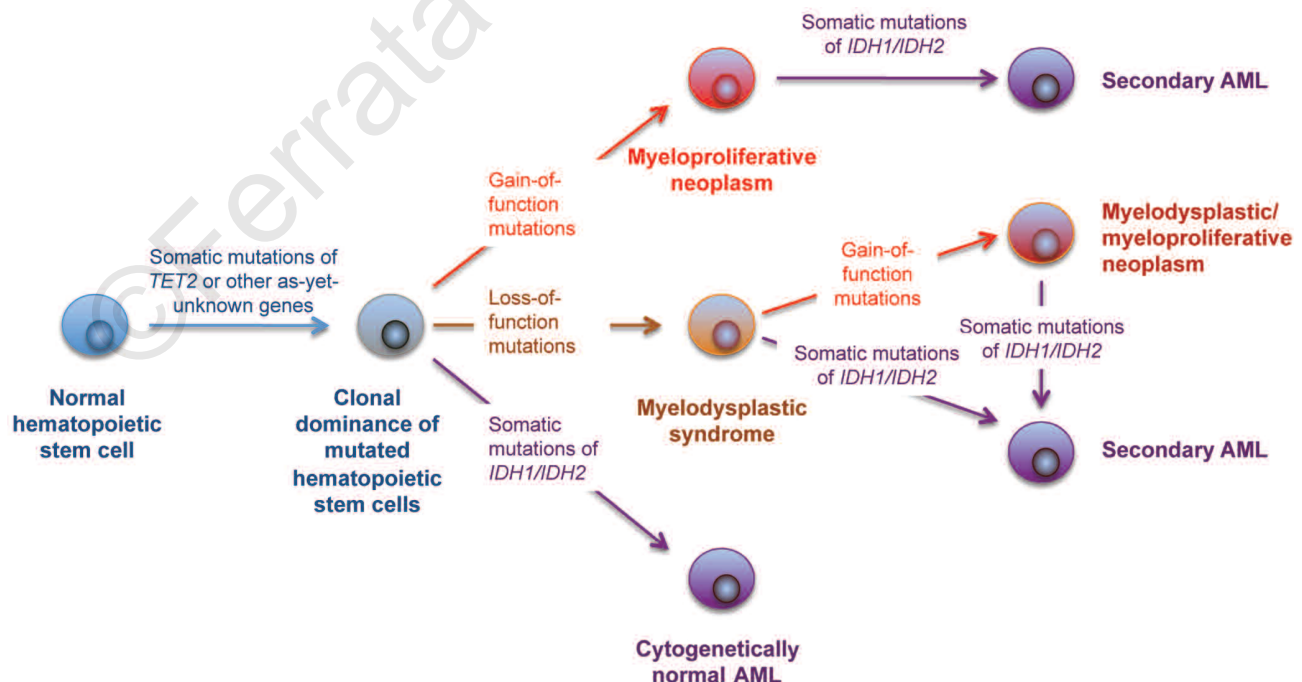 Somatic mutations
of IDH1/IDH2
Secondary AML
Myeloproliferative
neoplasm
Gain-of-
function
mutations
Somatic mutations of
TET2 or other as-yet-
unknown genes
Normal
hematopoietic
stem cell
Clonal
dominance of
mutated
hematopoietic
stem cells
Loss-of-
function
mutations
Myelodysplastic
syndrome
Gain-of-
function
mutations
Myelodysplastic/
myeloproliferative
neoplasm
Somatic mutations
of IDH1/IDH2
Somatic mutations
of IDH1/IDH2
Secondary AML
Somatic
mutations of
IDH1/IDH2
Cytogenetically
normal AML
©Ferrata